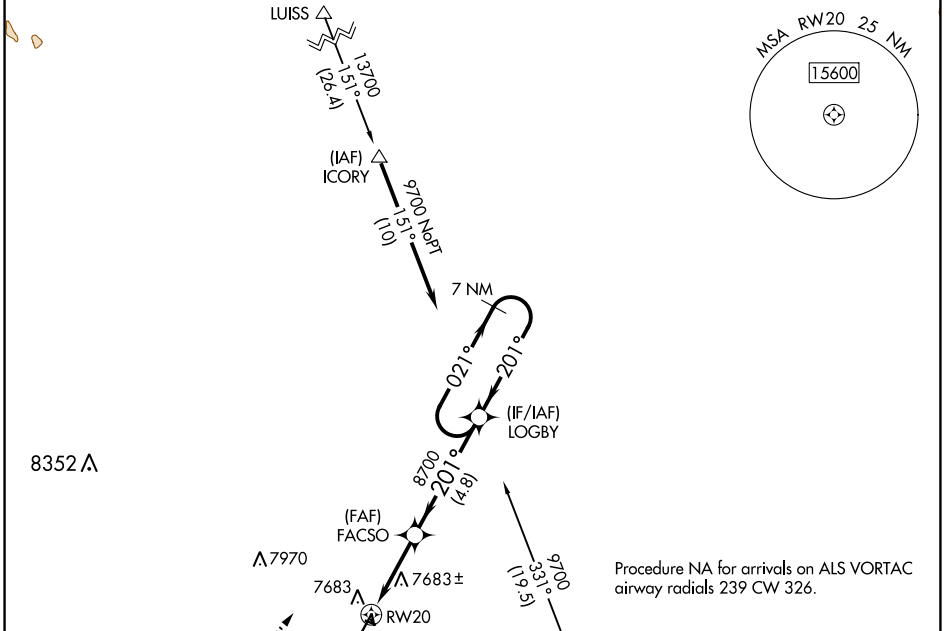 LUISS
13700
151°
(26.4)
MSA RW20 25 NM
15600
(IAF)
ICORY
9700 NoPT
151°
(10)
7 NM
021°
201°
(IF/IAF)
LOGBY
8352
8700
201°
(4.8)
(FAF)
FACSO
7970
7683
7683±
RW20
9700
331°
(19.5)
Procedure NA for arrivals on ALS VORTAC
airway radials 239 CW 326.